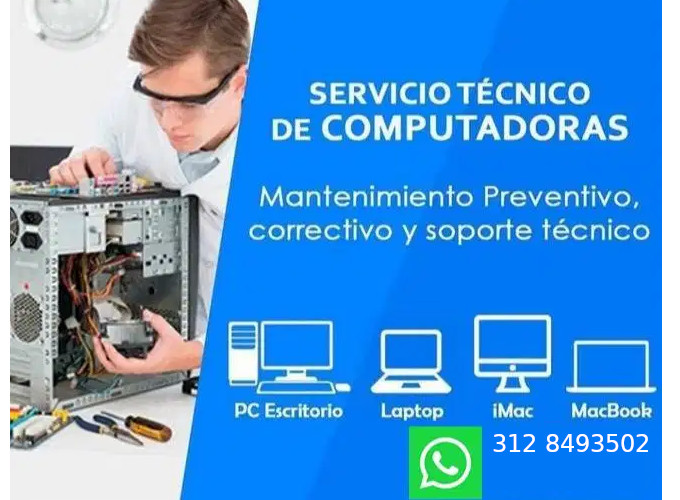 SERVICIO TÉCNICO
DE COMPUTADORAS
Mantenimiento Preventivo,
correctivo y soporte técnico
PC Escritorio
Laptop
iMac
MacBook
312 8493502